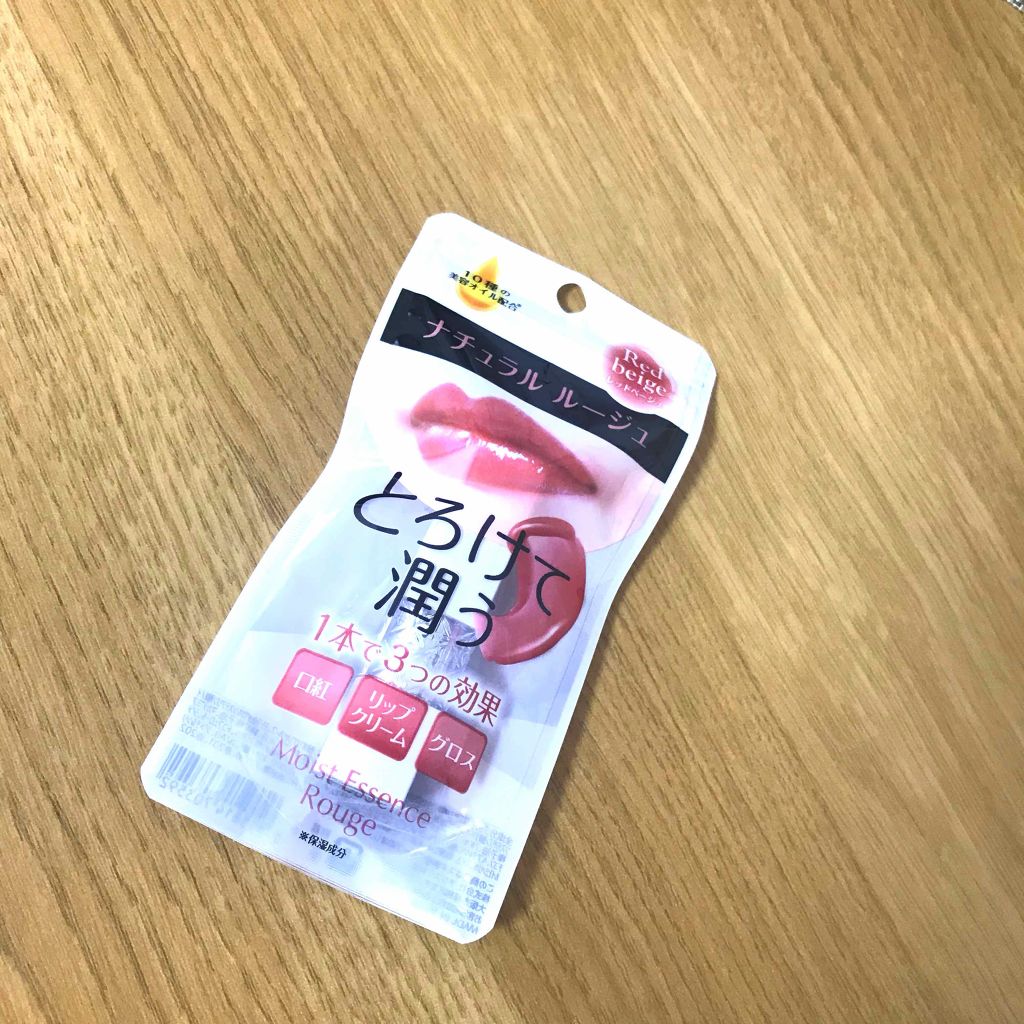 10種の
美容オイル配合※
ナチュラル ルージュ
Red
beige
レッドベージュ
とろけて
潤う
1本で3つの効果
口紅
リップ
クリーム
グロス
Moist Essence
Rouge
※保湿成分